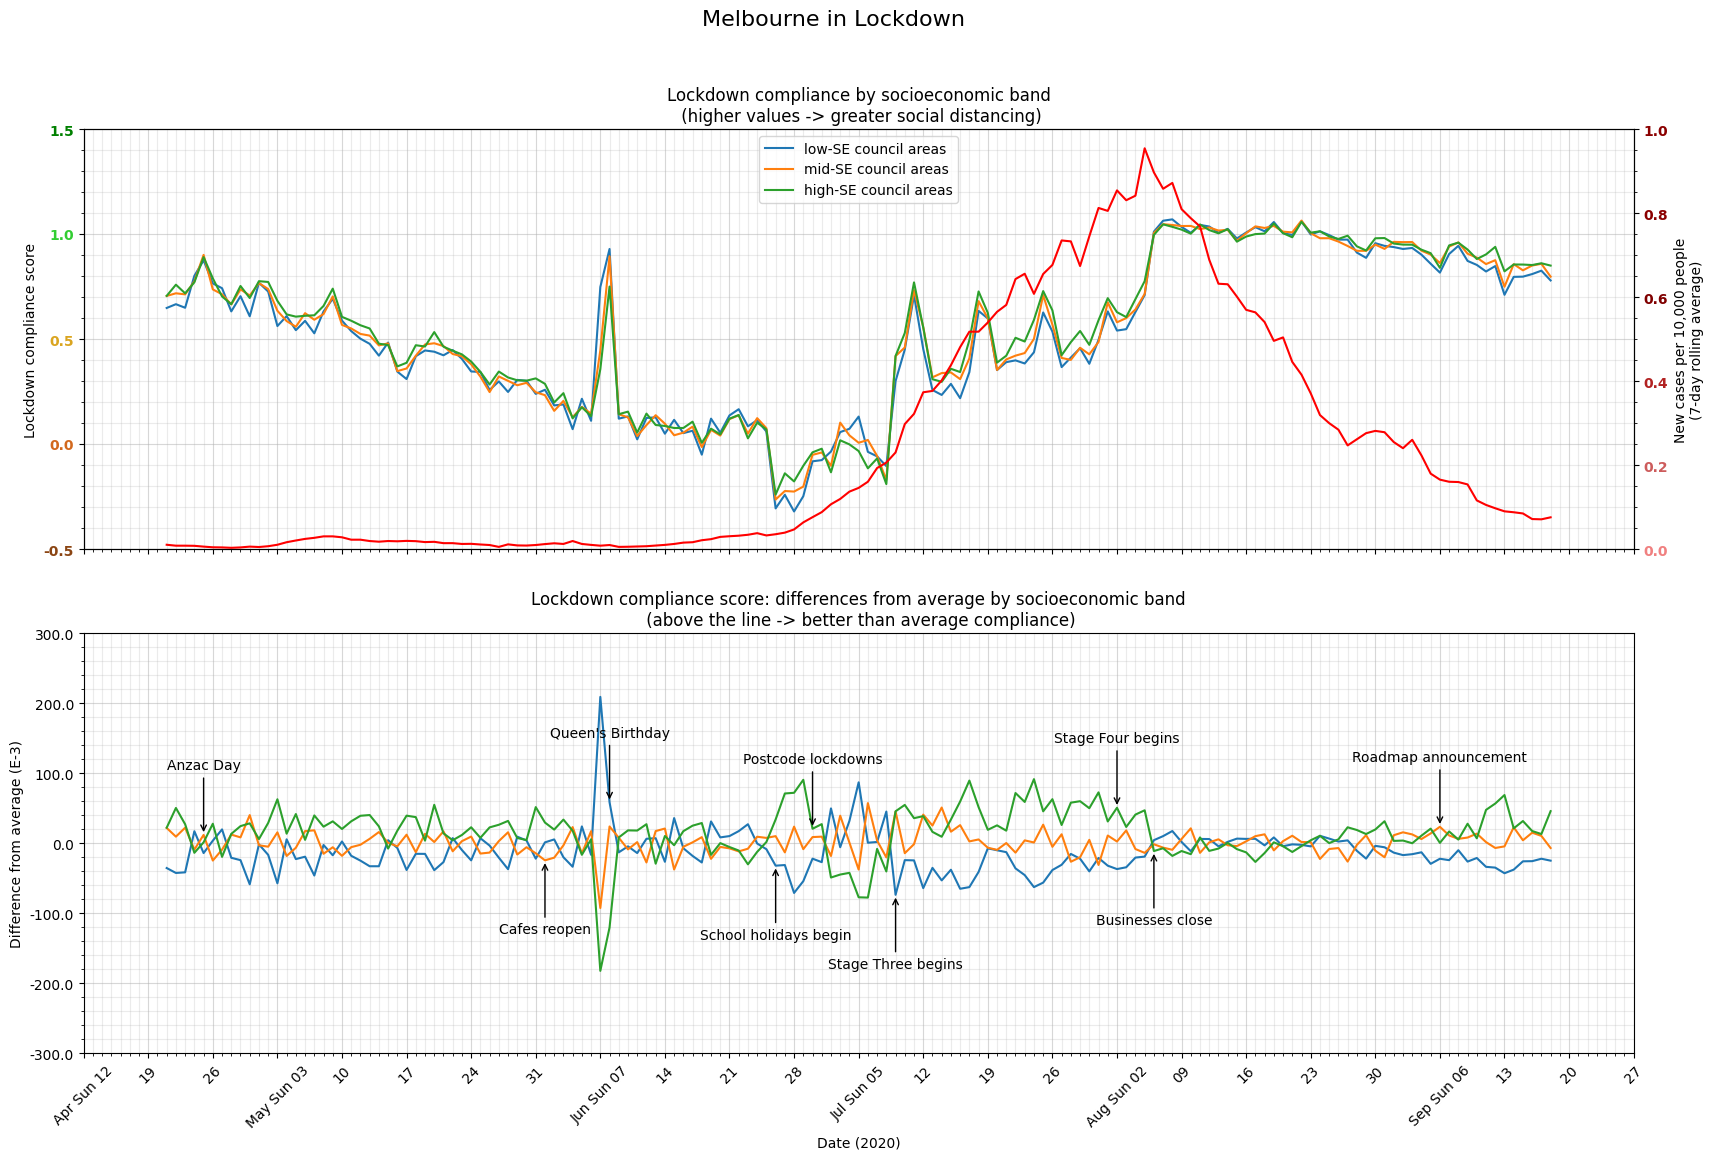 Melbourne in Lockdown
Lockdown compliance by socioeconomic band
(higher values -> greater social distancing)
1.5
1.0
0.5
0.0
-0.5
Lockdown compliance score
low-SE council areas
mid-SE council areas
high-SE council areas
1.0
0.8
0.6
0.4
0.2
0.0
New cases per 10,000 people
(7-day rolling average)
Lockdown compliance score: differences from average by socioeconomic band
(above the line -> better than average compliance)
300.0
200.0
100.0
0.0
-100.0
-200.0
-300.0
Difference from average (E-3)
Anzac Day
Cafes reopen
Queen's Birthday
School holidays begin
Postcode lockdowns
Stage Three begins
Stage Four begins
Businesses close
Roadmap announcement
Apr Sun 12
19
26
May Sun 03
10
17
24
31
Jun Sun 07
14
21
28
Jul Sun 05
12
19
26
Aug Sun 02
09
16
23
30
Sep Sun 06
13
20
27
Date (2020)